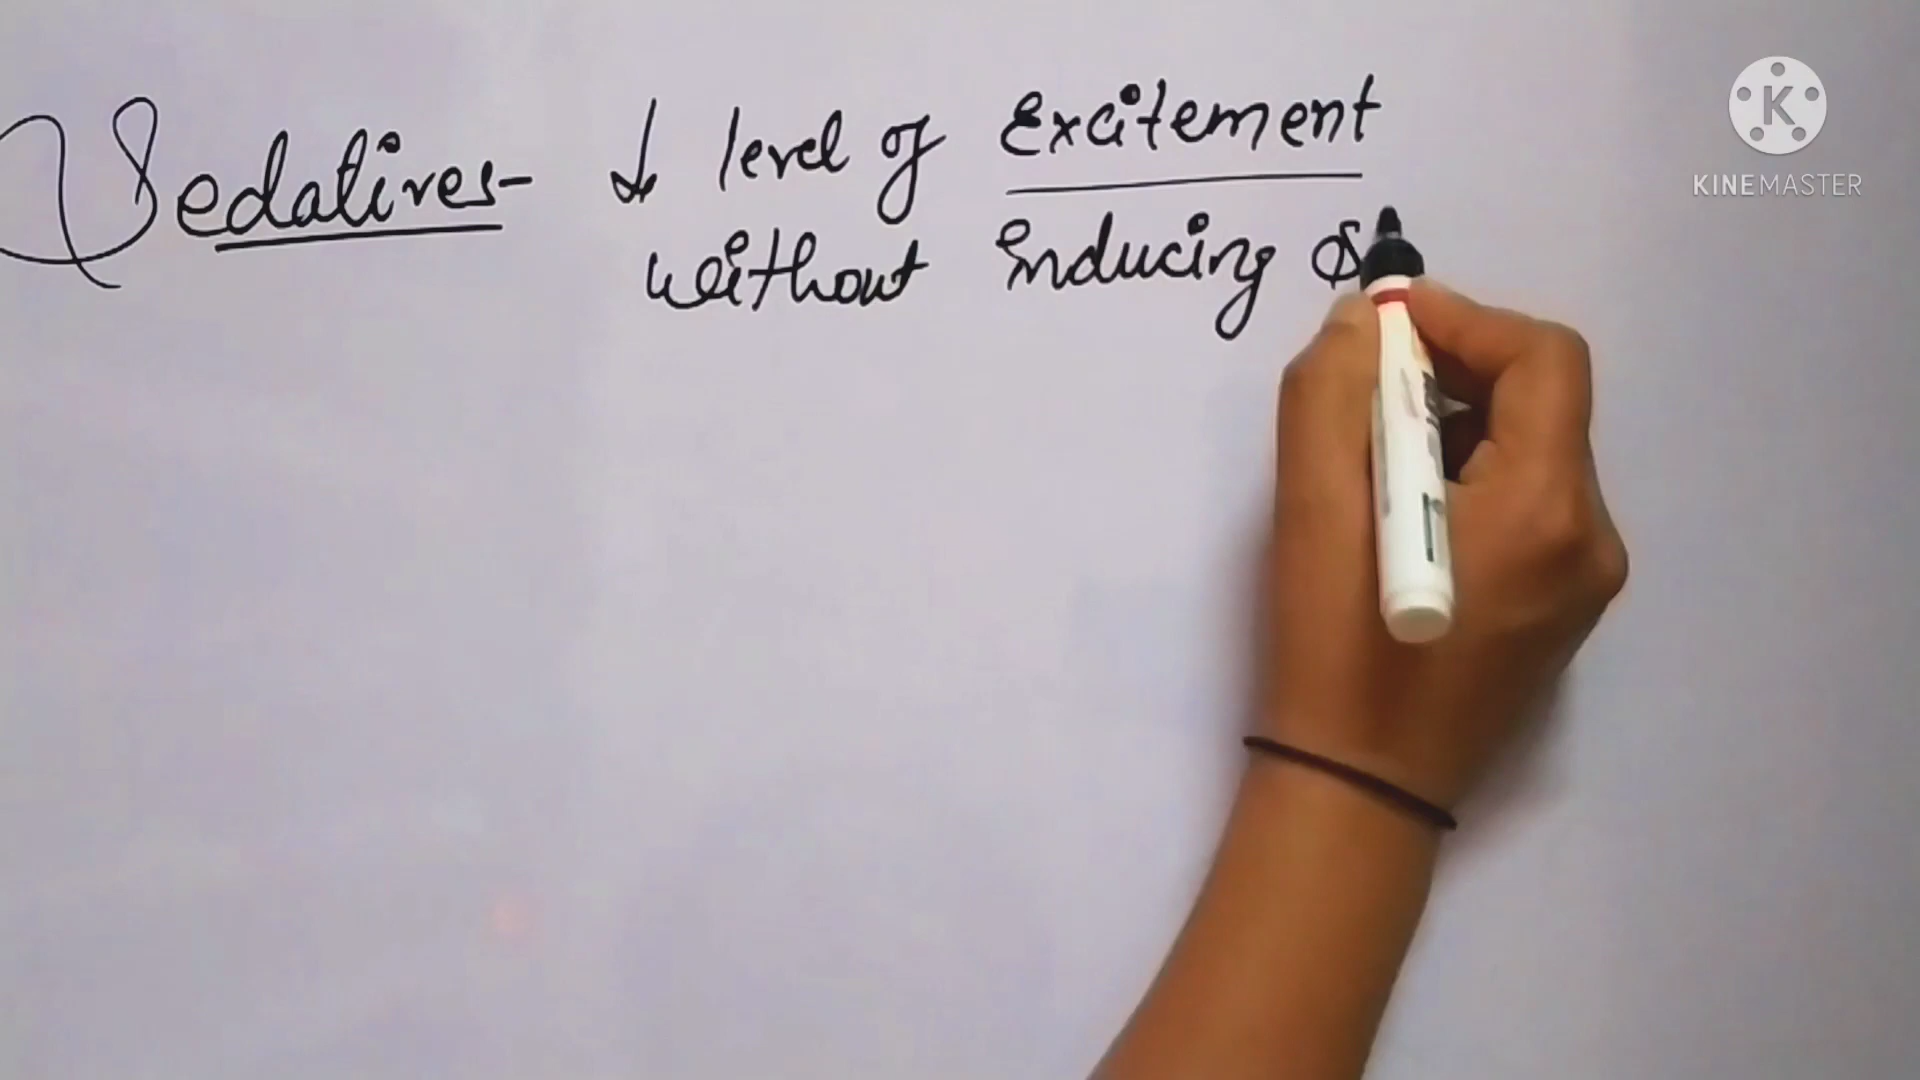 Sedatives- ↓ level of Excitement
without inducing S
K
KINEMASTER